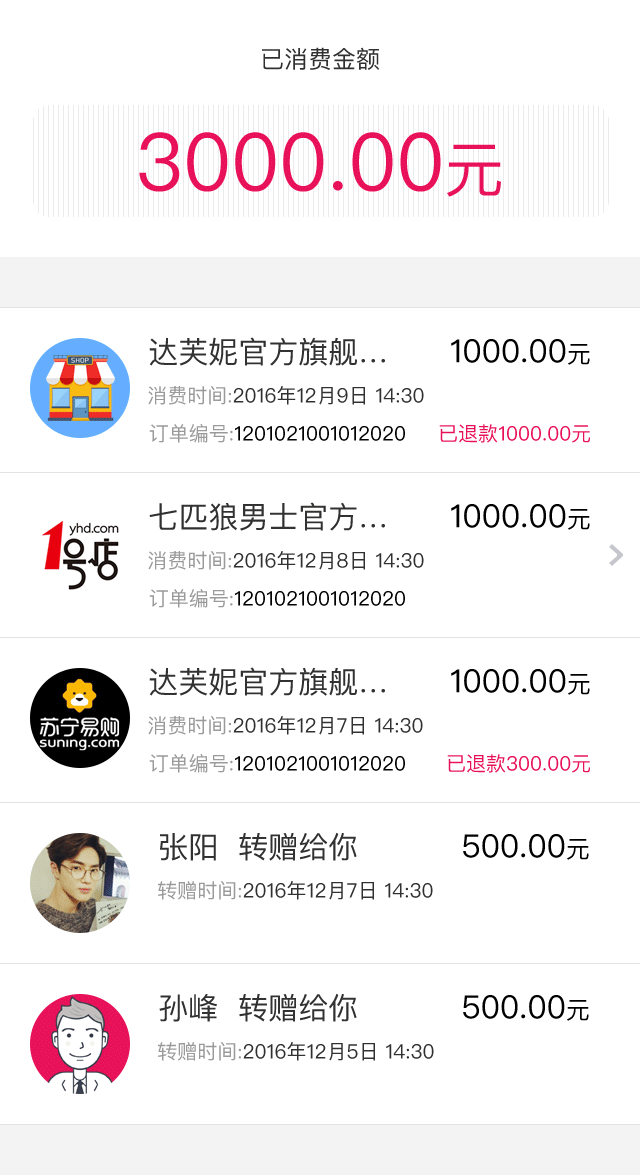 已消费金额
3000.00元
SHOP
达芙妮官方旗舰... 1000.00元
消费时间:2016年12月9日 14:30
订单编号:1201021001012020 已退款1000.00元
yhd.com
1号店
七匹狼男士官方... 1000.00元
消费时间:2016年12月8日 14:30
订单编号:1201021001012020
苏宁易购
suning.com
达芙妮官方旗舰... 1000.00元
消费时间:2016年12月7日 14:30
订单编号:1201021001012020 已退款300.00元
张阳 转赠给你 500.00元
转赠时间:2016年12月7日 14:30
孙峰 转赠给你 500.00元
转赠时间:2016年12月5日 14:30